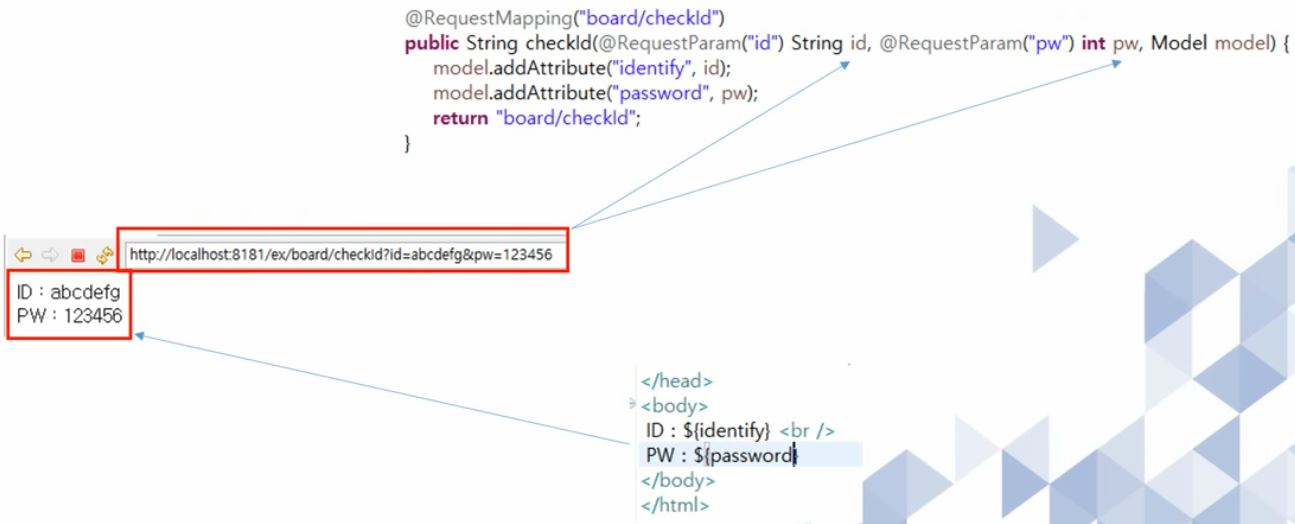 @RequestMapping("board/checkId")
public String checkId(@RequestParam("id") String id, @RequestParam("pw") int pw, Model model) {
model.addAttribute("identify", id);
model.addAttribute("password", pw);
return "board/checkId";
}
http://localhost:8181/ex/board/checkId?id=abcdefg&pw=123456
ID : abcdefg
PW : 123456
</head>
<body>
ID : ${identify} <br />
PW : ${password}
</body>
</html>